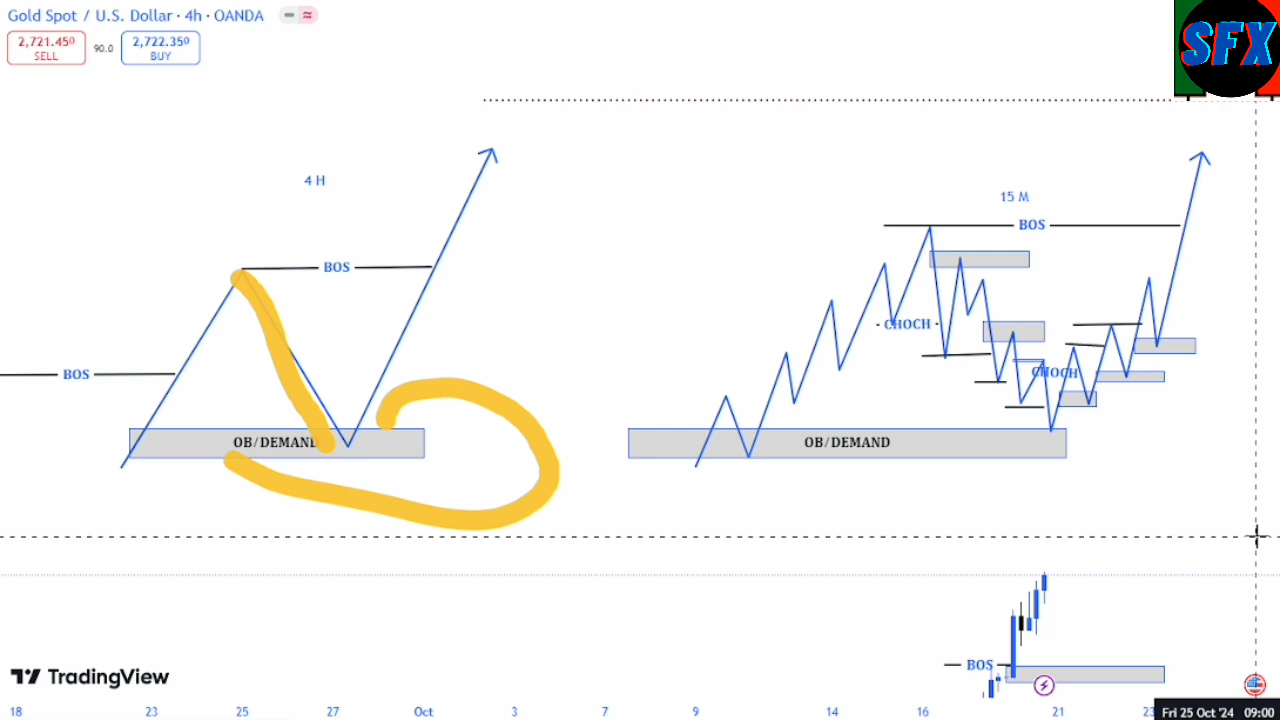 Gold Spot / U.S. Dollar · 4h · OANDA
2,721.450 SELL 90.0 2,722.350 BUY
SFX
4 H
15 M
BOS
BOS
CHOCH
BOS
CHOCH
OB/DEMAND
OB/DEMAND
BOS
TradingView
18 23 25 27 Oct 3 7 9 14 16 21 23 Fri 25 Oct '24 09:00